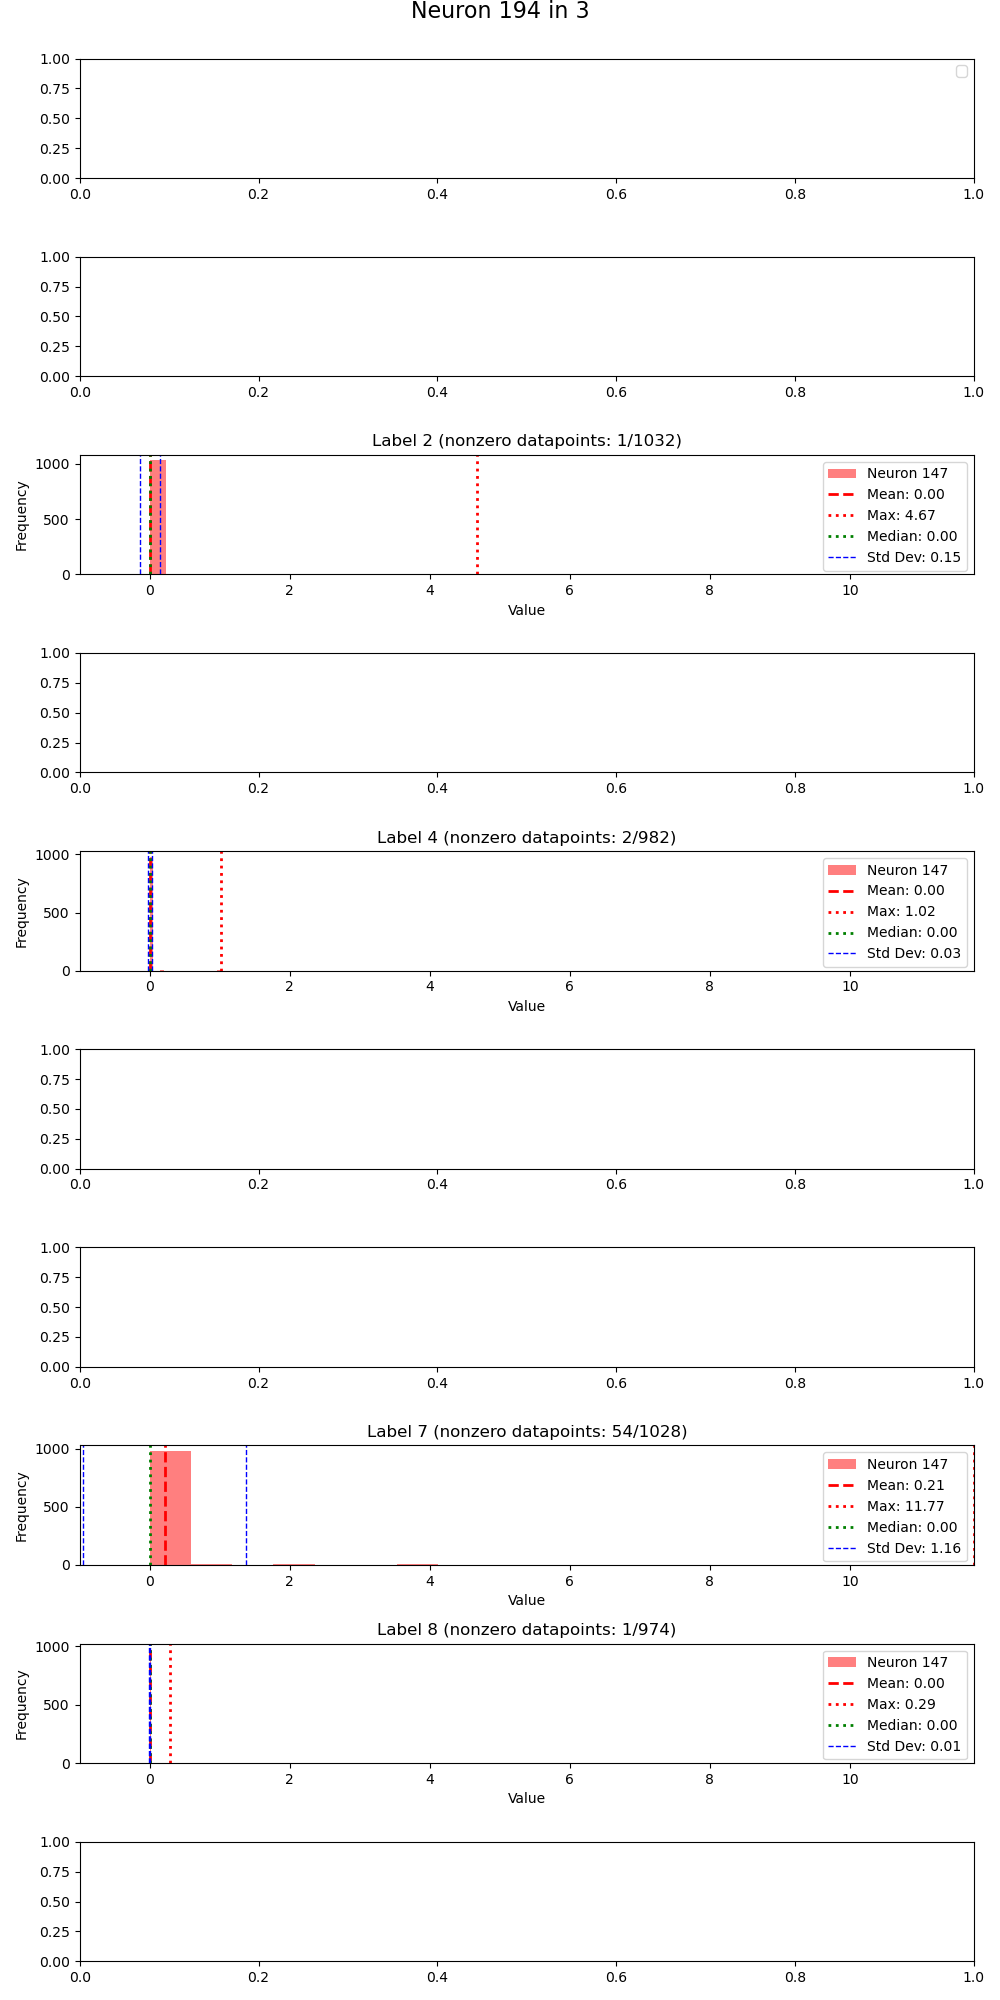 Neuron 194 in 3
1.00
0.75
0.50
0.25
0.00
0.0 0.2 0.4 0.6 0.8 1.0
1.00
0.75
0.50
0.25
0.00
0.0 0.2 0.4 0.6 0.8 1.0
Label 2 (nonzero datapoints: 1/1032)
1000
500
0
Frequency
Neuron 147
Mean: 0.00
Max: 4.67
Median: 0.00
Std Dev: 0.15
0 2 4 6 8 10
Value
1.00
0.75
0.50
0.25
0.00
0.0 0.2 0.4 0.6 0.8 1.0
Label 4 (nonzero datapoints: 2/982)
1000
500
0
Frequency
Neuron 147
Mean: 0.00
Max: 1.02
Median: 0.00
Std Dev: 0.03
0 2 4 6 8 10
Value
1.00
0.75
0.50
0.25
0.00
0.0 0.2 0.4 0.6 0.8 1.0
1.00
0.75
0.50
0.25
0.00
0.0 0.2 0.4 0.6 0.8 1.0
Label 7 (nonzero datapoints: 54/1028)
1000
500
0
Frequency
Neuron 147
Mean: 0.21
Max: 11.77
Median: 0.00
Std Dev: 1.16
0 2 4 6 8 10
Value
Label 8 (nonzero datapoints: 1/974)
1000
500
0
Frequency
Neuron 147
Mean: 0.00
Max: 0.29
Median: 0.00
Std Dev: 0.01
0 2 4 6 8 10
Value
1.00
0.75
0.50
0.25
0.00
0.0 0.2 0.4 0.6 0.8 1.0